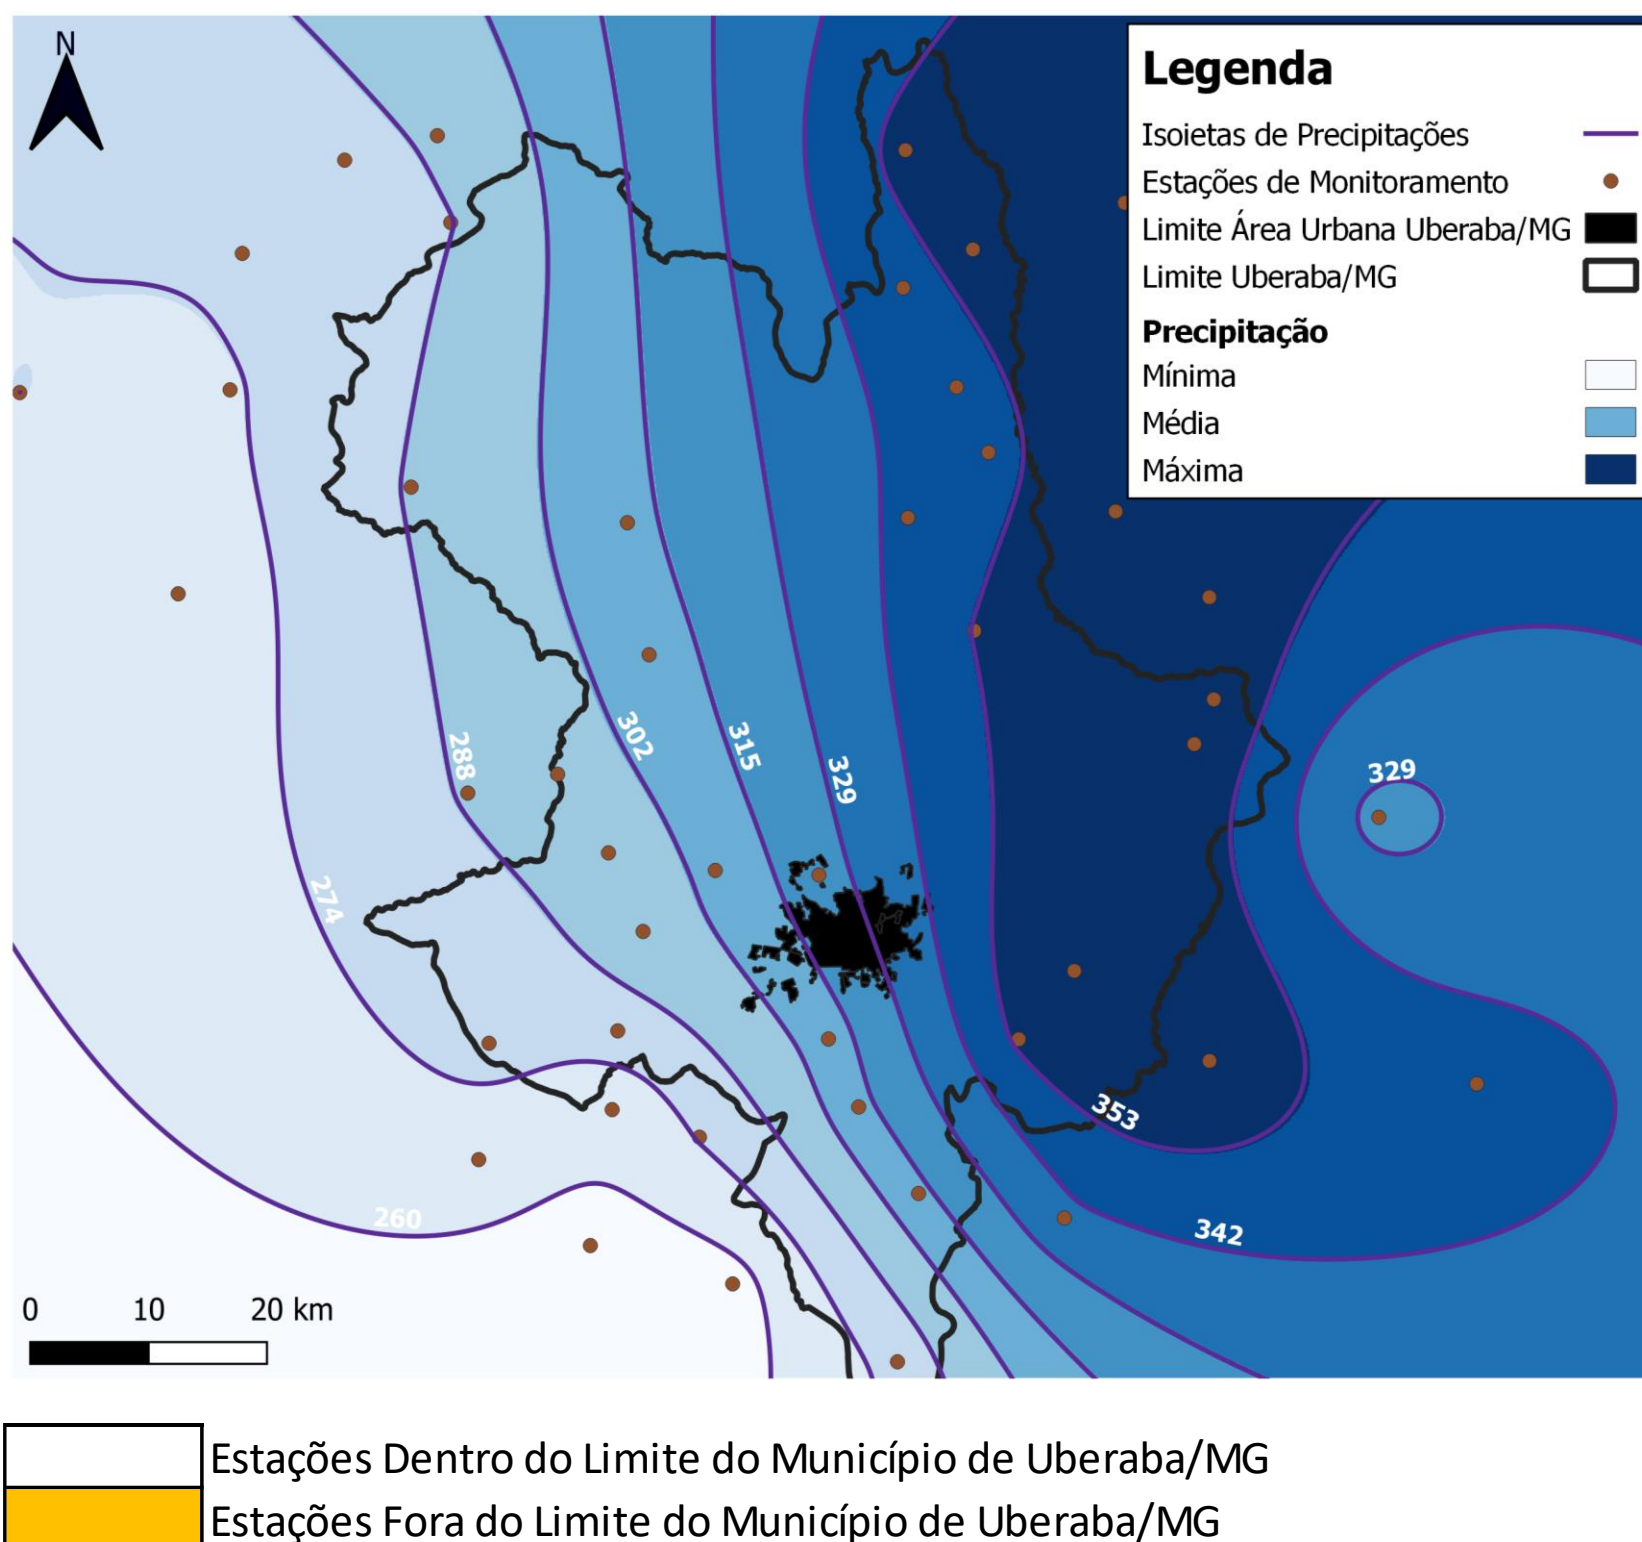 N
Legenda
Isoietas de Precipitações
Estações de Monitoramento
Limite Área Urbana Uberaba/MG
Limite Uberaba/MG
Precipitação
Mínima
Média
Máxima
302
315
288
329
329
274
353
260
342
0 10 20 km
Estações Dentro do Limite do Município de Uberaba/MG
Estações Fora do Limite do Município de Uberaba/MG